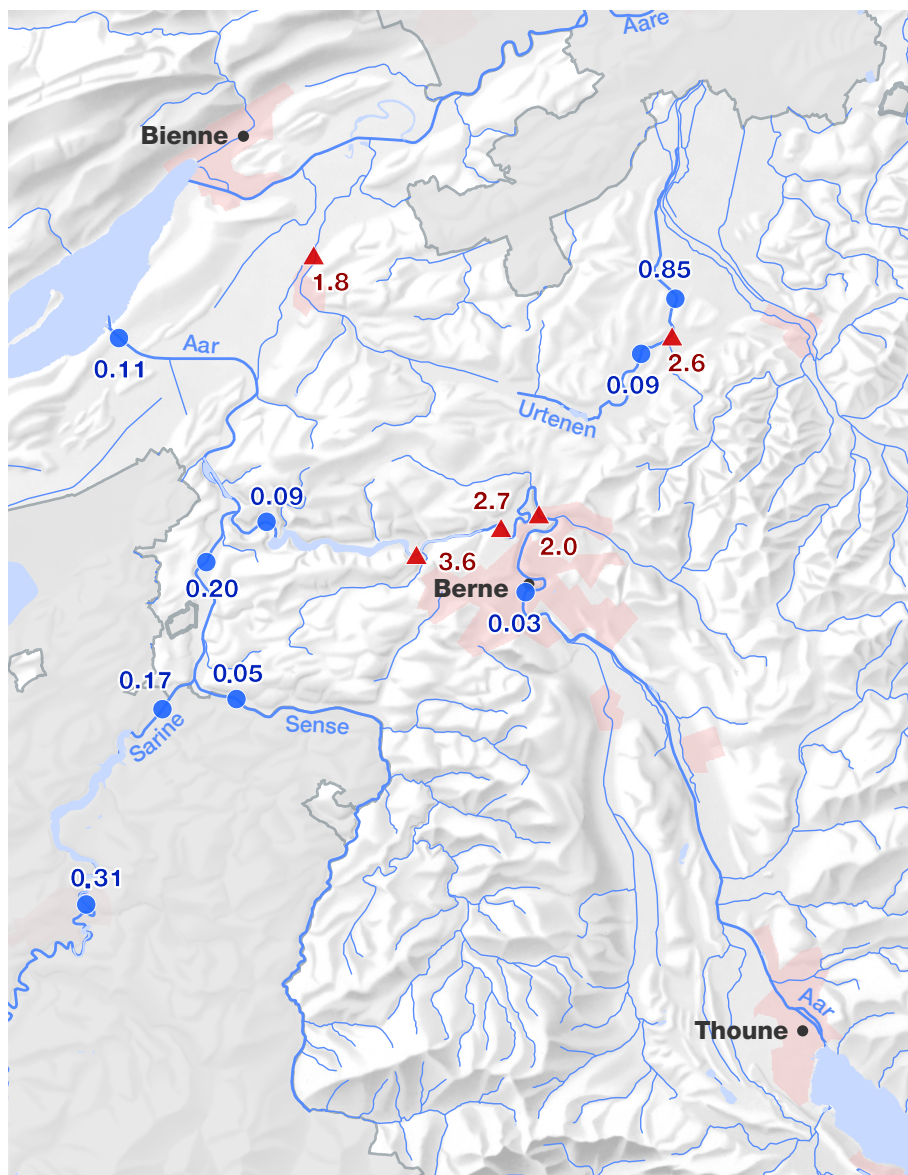 Aare
Bienne
1.8
0.85
Aar
0.11
2.6
0.09
Urtenen
2.7
0.09
2.0
3.6
0.20
Berne
0.03
0.17
0.05
Sarine
Sense
0.31
Aar
Thoune